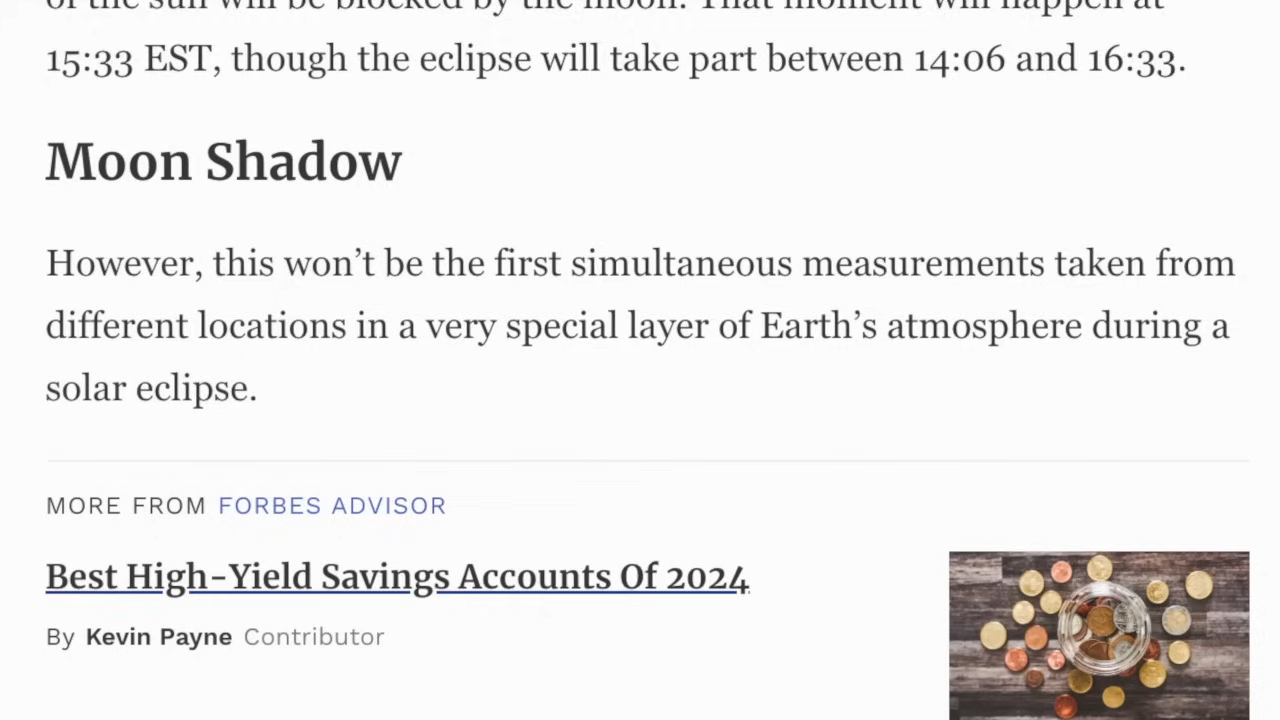 of the sun will be blocked by the moon. That moment will happen at
15:33 EST, though the eclipse will take part between 14:06 and 16:33.
Moon Shadow
However, this won’t be the first simultaneous measurements taken from
different locations in a very special layer of Earth’s atmosphere during a
solar eclipse.
MORE FROM FORBES ADVISOR
Best High-Yield Savings Accounts Of 2024
By Kevin Payne Contributor